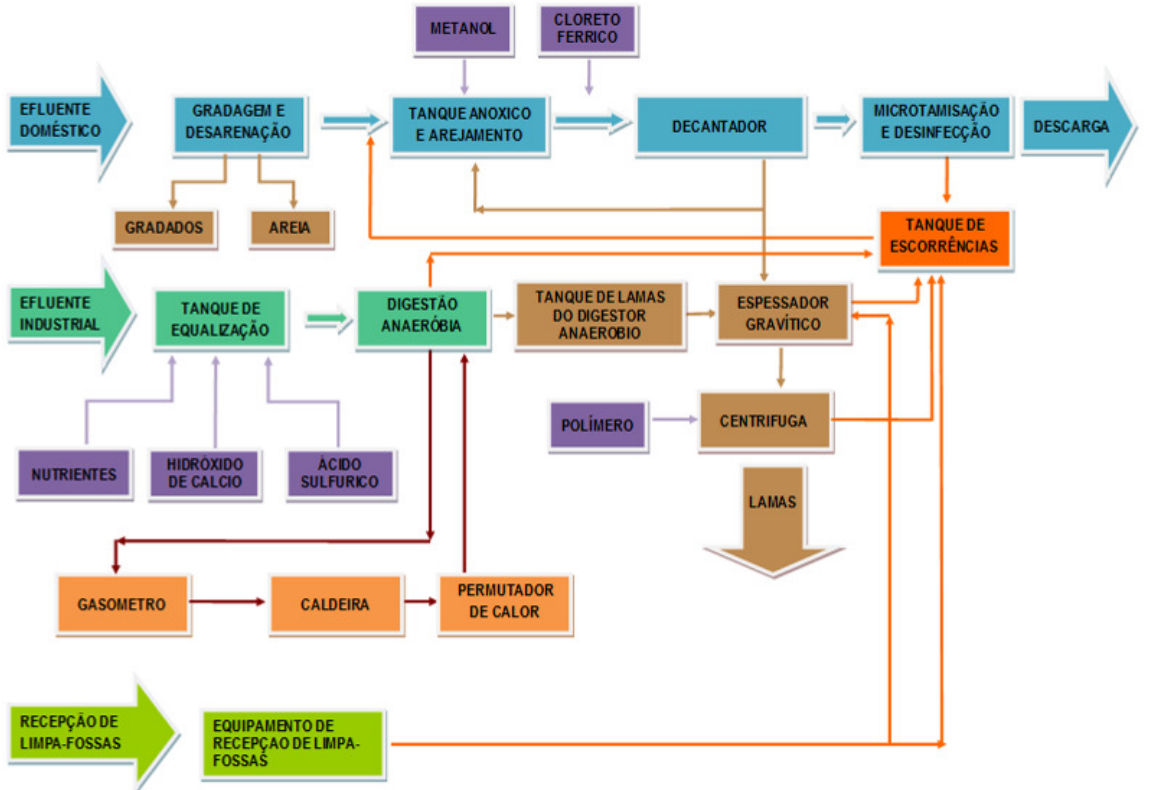 METANOL
CLORETO
FERRICO
EFLUENTE
DOMÉSTICO
GRADAGEM E
DESARENAÇÃO
TANQUE ANOXICO
E AREJAMENTO
DECANTADOR
MICROTAMISAÇÃO
E DESINFECÇÃO
DESCARGA
GRADADOS
AREIA
TANQUE DE
ESCORRÊNCIAS
EFLUENTE
INDUSTRIAL
TANQUE DE
EQUALIZAÇÃO
DIGESTÃO
ANAERÓBIA
TANQUE DE LAMAS
DO DIGESTOR
ANAEROBIO
ESPESSADOR
GRAVÍTICO
POLÍMERO
CENTRIFUGA
NUTRIENTES
HIDRÓXIDO
DE CALCIO
ÁCIDO
SULFURICO
LAMAS
GASOMETRO
CALDEIRA
PERMUTADOR
DE CALOR
RECEPÇÃO DE
LIMPA-FOSSAS
EQUIPAMENTO DE
RECEPÇAO DE LIMPA-
FOSSAS